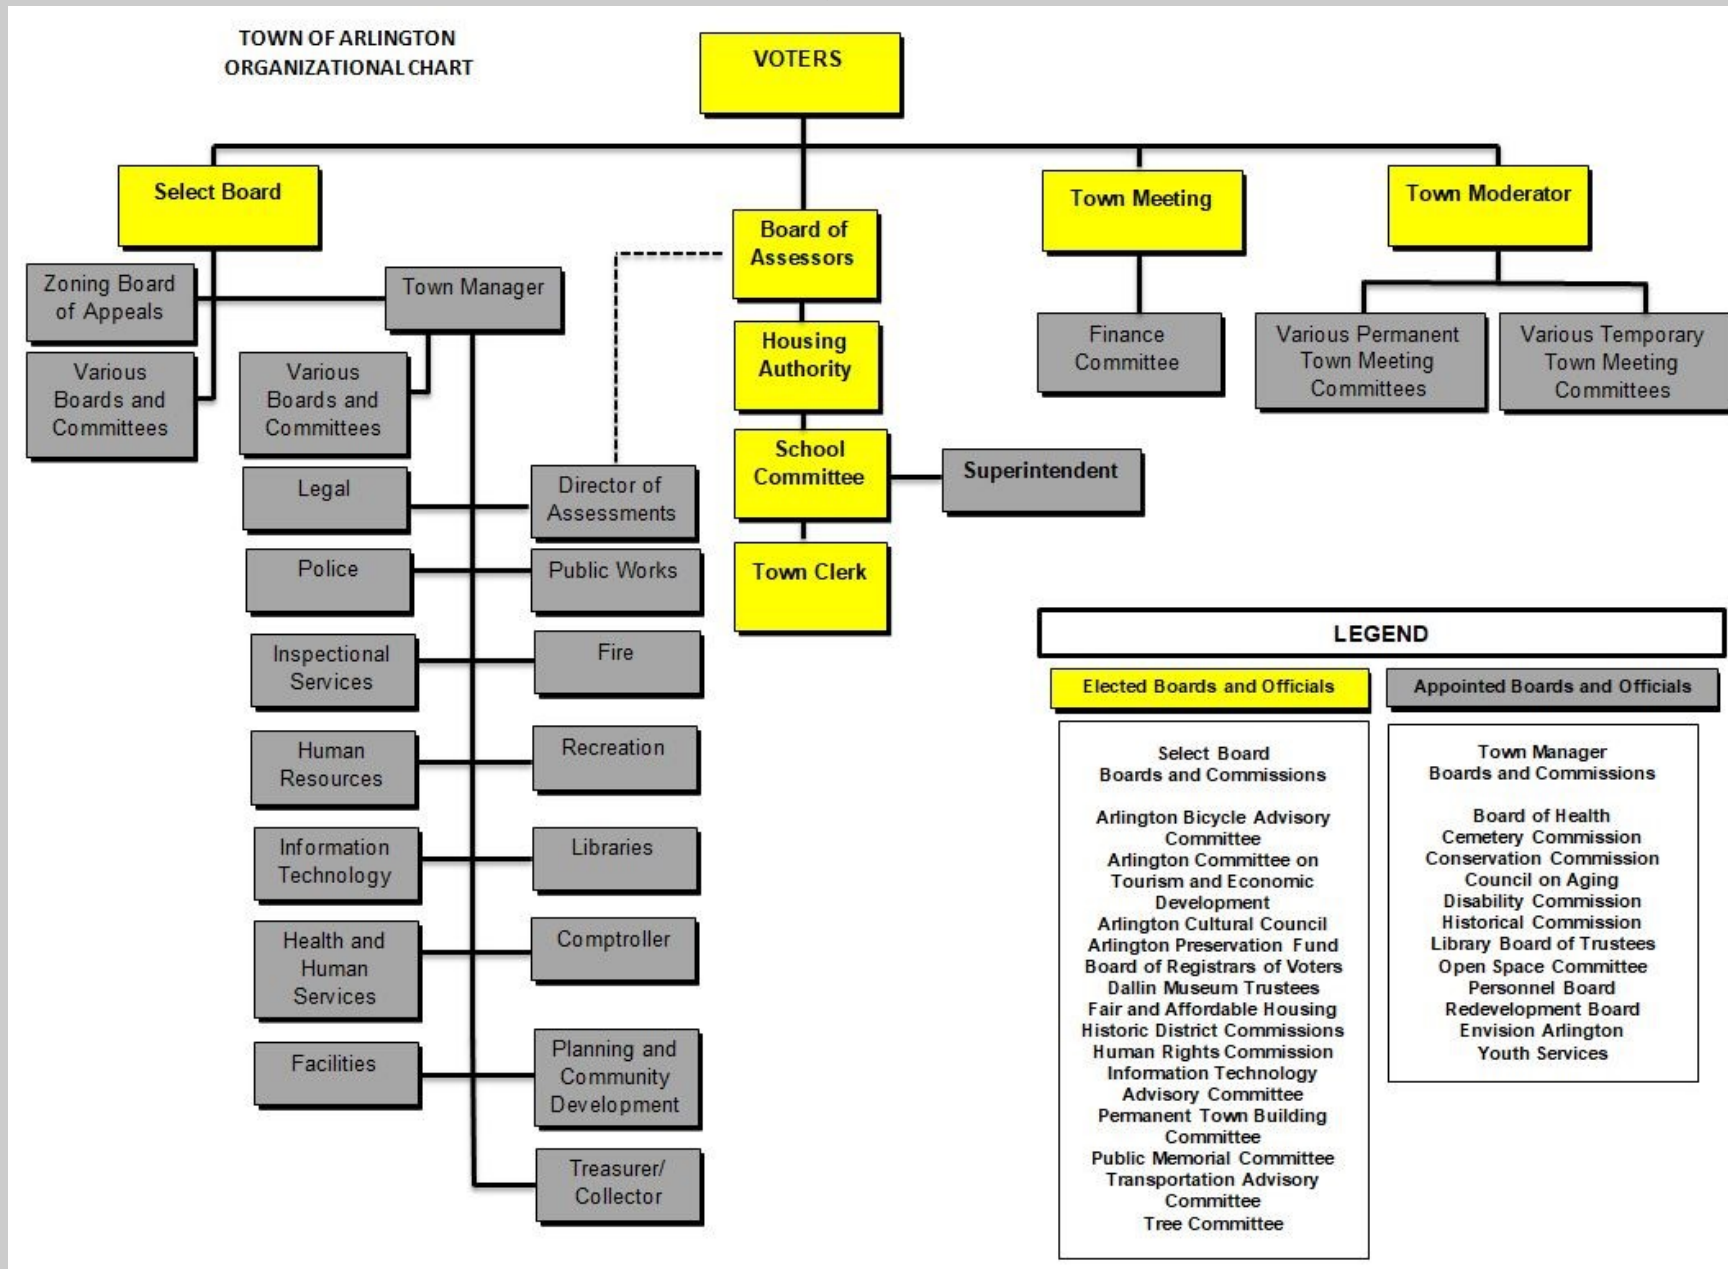 TOWN OF ARLINGTON
ORGANIZATIONAL CHART
VOTERS
Select Board
Town Meeting
Town Moderator
Board of
Assessors
Zoning Board
of Appeals
Town Manager
Various
Boards and
Committees
Various
Boards and
Committees
Housing
Authority
Finance
Committee
Various Permanent
Town Meeting
Committees
Various Temporary
Town Meeting
Committees
School
Committee
Superintendent
Town Clerk
Legal
Director of
Assessments
Police
Public Works
Inspectional
Services
Fire
Human
Resources
Recreation
Information
Technology
Libraries
Health and
Human
Services
Comptroller
Facilities
Planning and
Community
Development
Treasurer/
Collector
LEGEND
Elected Boards and Officials
Appointed Boards and Officials
Select Board
Boards and Commissions
Arlington Bicycle Advisory
Committee
Arlington Committee on
Tourism and Economic
Development
Arlington Cultural Council
Arlington Preservation Fund
Board of Registrars of Voters
Dallin Museum Trustees
Fair and Affordable Housing
Historic District Commissions
Human Rights Commission
Information Technology
Advisory Committee
Permanent Town Building
Committee
Public Memorial Committee
Transportation Advisory
Committee
Tree Committee
Town Manager
Boards and Commissions
Board of Health
Cemetery Commission
Conservation Commission
Council on Aging
Disability Commission
Historical Commission
Library Board of Trustees
Open Space Committee
Personnel Board
Redevelopment Board
Envision Arlington
Youth Services